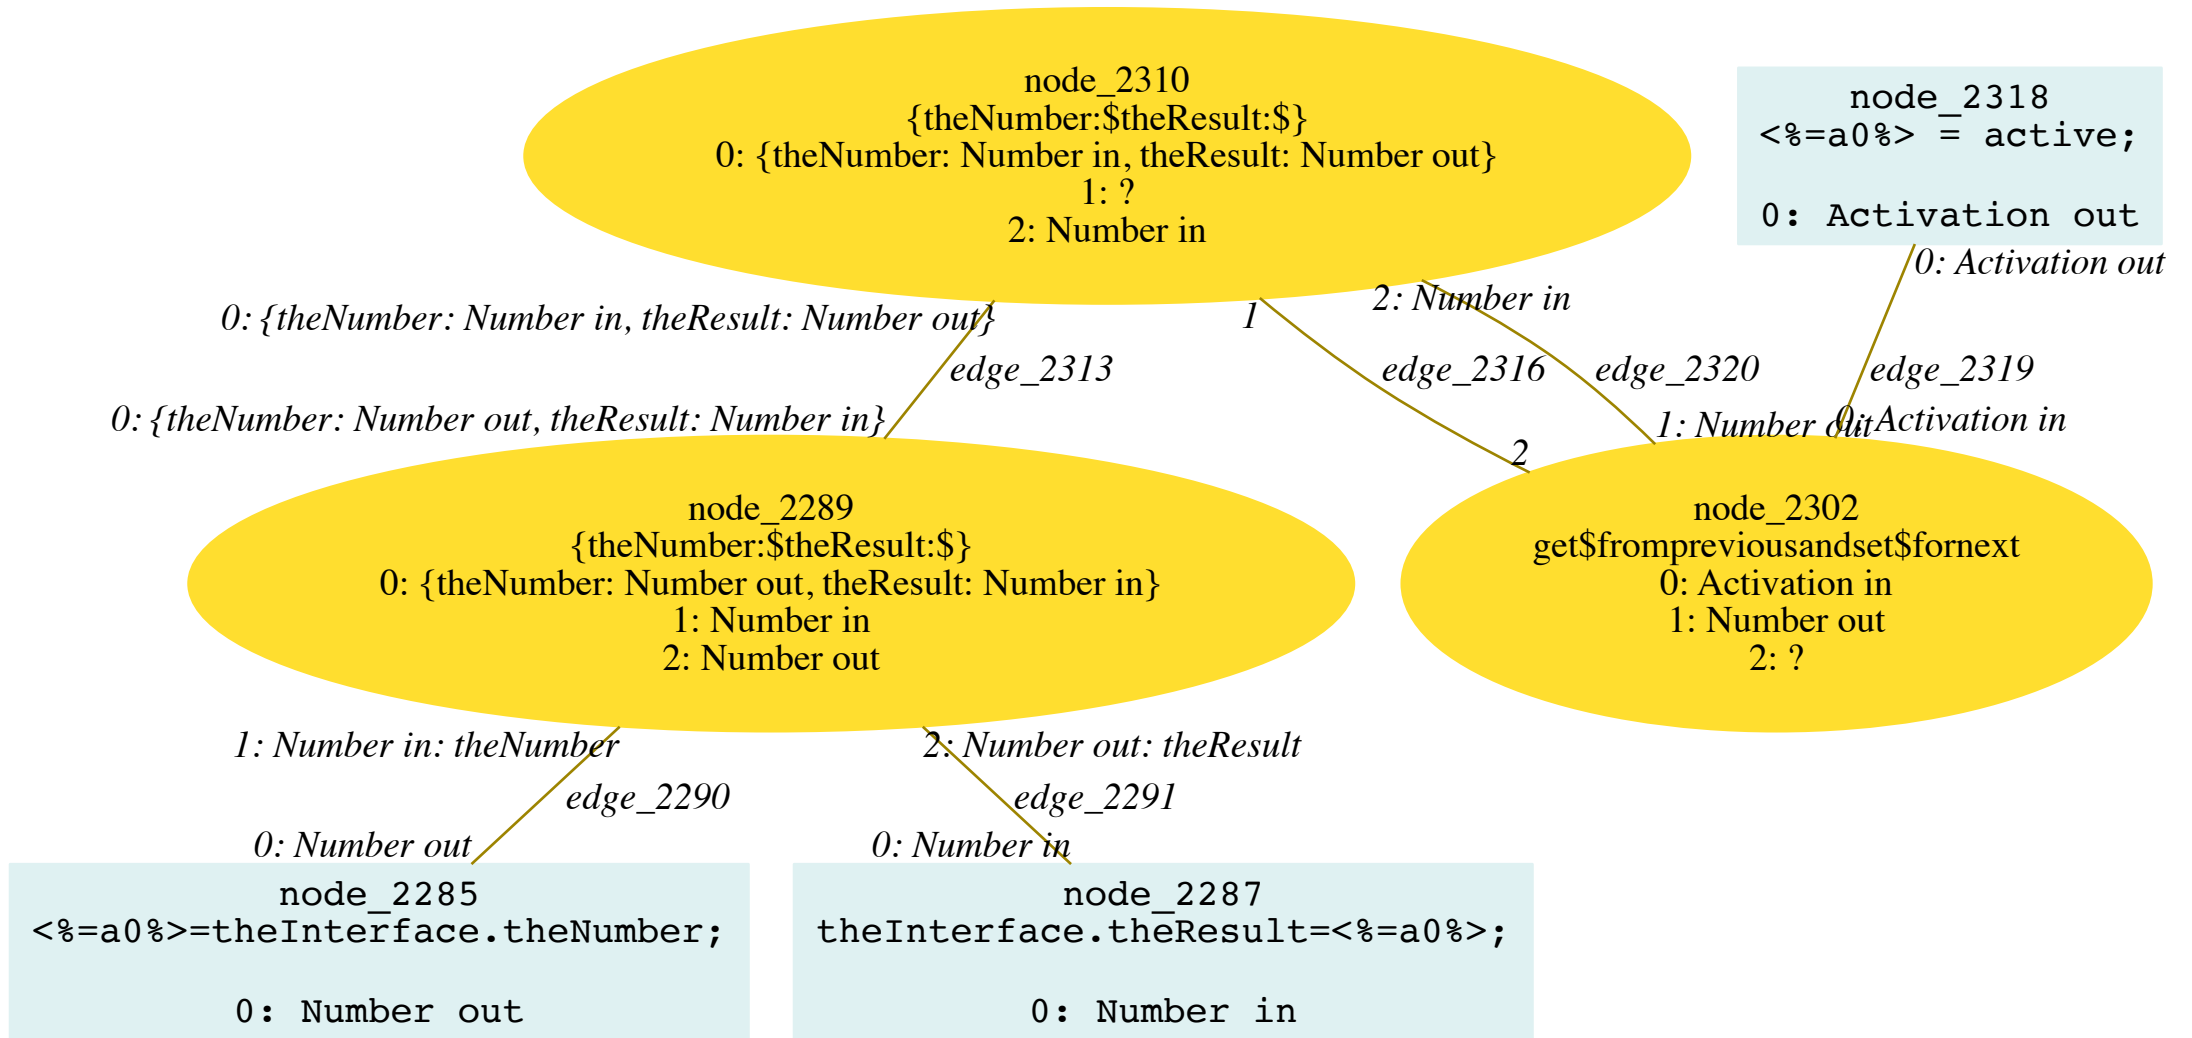 node_2310
{theNumber:$theResult:$}
0: {theNumber: Number in, theResult: Number out}
1: ?
2: Number in
node_2318
<%=a0%> = active;
0: Activation out
0: Activation out
0: {theNumber: Number in, theResult: Number out}
1
2: Number in
edge_2313
edge_2316
edge_2320
edge_2319
0: {theNumber: Number out, theResult: Number in}
2
1: Number out
0: Activation in
node_2289
{theNumber:$theResult:$}
0: {theNumber: Number out, theResult: Number in}
1: Number in
2: Number out
node_2302
get$frompreviousandset$fornext
0: Activation in
1: Number out
2: ?
1: Number in: theNumber
2: Number out: theResult
edge_2290
edge_2291
0: Number out
0: Number in
node_2285
<%=a0%>=theInterface.theNumber;
0: Number out
node_2287
theInterface.theResult=<%=a0%>;
0: Number in